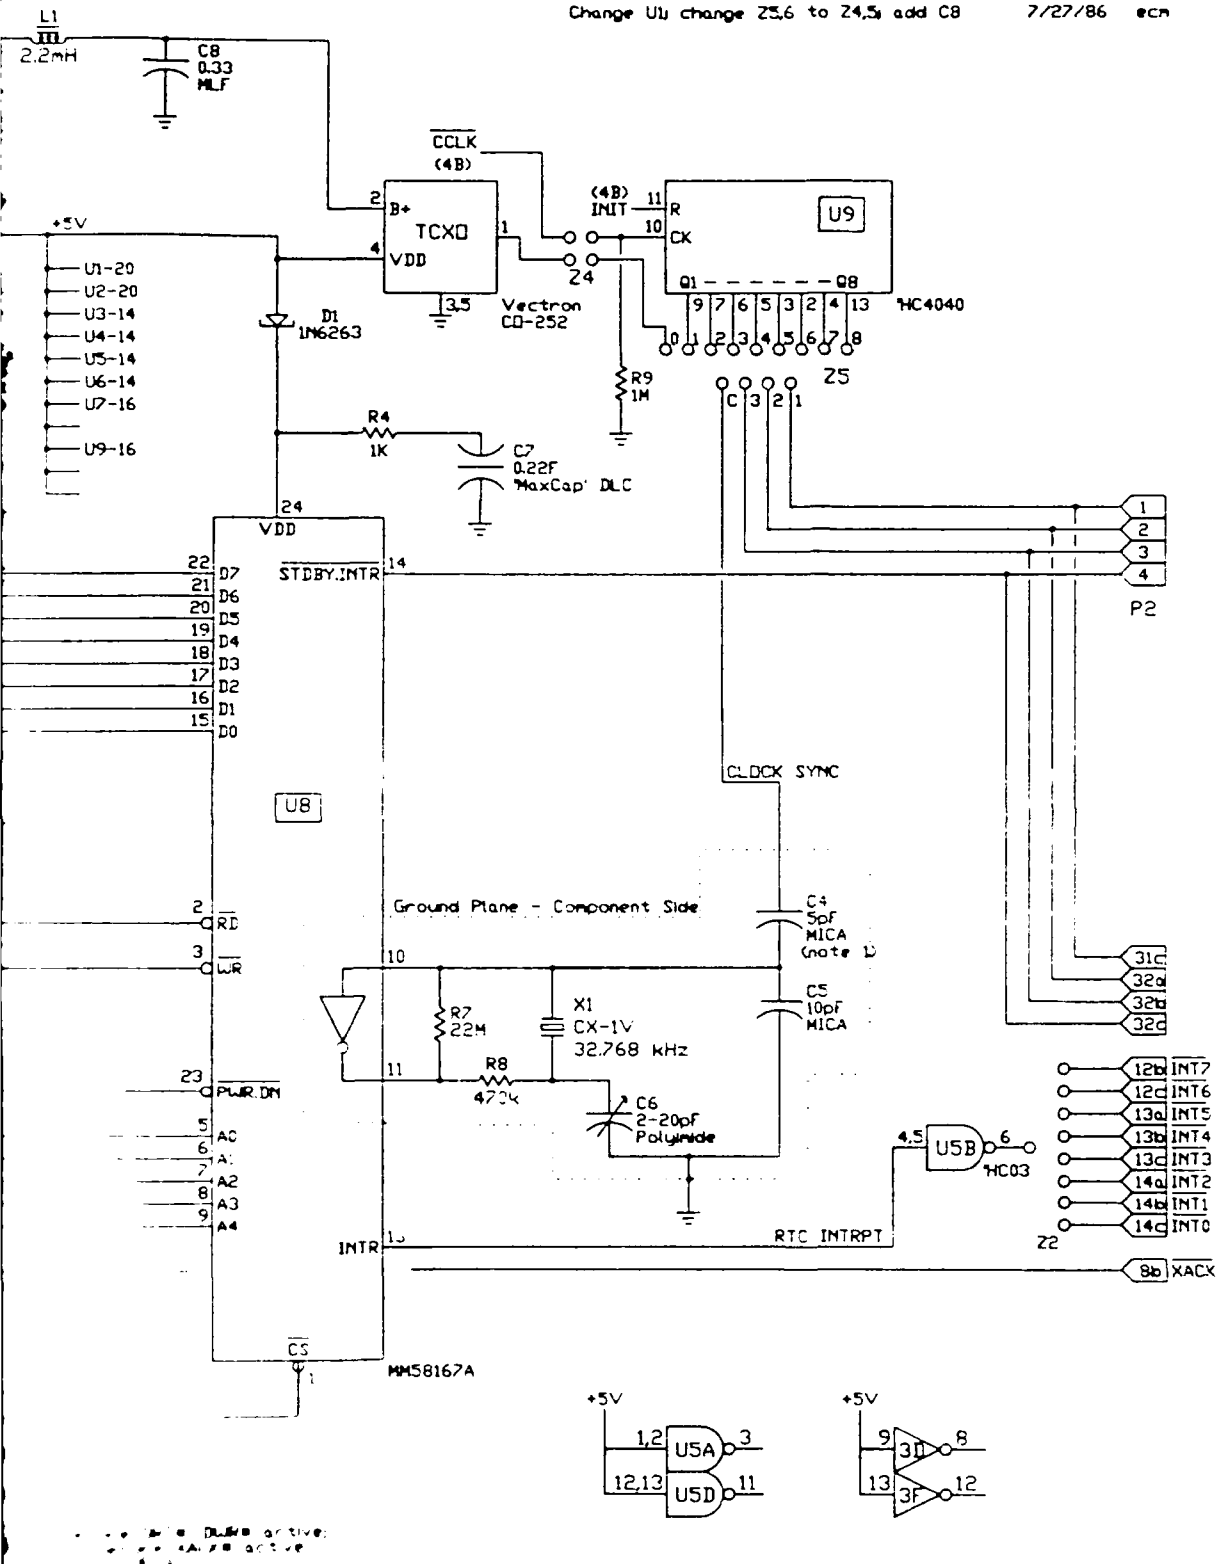 Change U1; change Z5,6 to Z4,5; add C8 7/27/86 ecn
L1
2.2mH
C8
0.33
MLF
CCLK
(4B)
2 B+
TCXO
1
4 VDD
3,5
Vectron
CO-252
(4B)
INIT
11 R
10 CK
U9
Q1 - - - - - - Q8
9 7 6 5 3 2 4 13
'HC4040
Z4
0 1 2 3 4 5 6 7 8
Z5
C 3 2 1
R9
1M
+5V
U1-20
U2-20
U3-14
U4-14
U5-14
U6-14
U7-16
U9-16
D1
1N6263
R4
1K
C7
0.22F
'MaxCap' DLC
24
VDD
1
2
3
4
P2
STDBY.INTR 14
22 D7
21 D6
20 D5
19 D4
18 D3
17 D2
16 D1
15 D0
U8
CLOCK SYNC
2 RD
3 WR
Ground Plane - Component Side
C4
5pF
MICA
(note 1)
10
R7
22M
X1
CX-1V
32.768 kHz
C5
10pF
MICA
11
R8
470k
C6
2-20pF
Polyimide
31c
32a
32b
32c
23 PWR.DN
5 A0
6 A1
7 A2
8 A3
9 A4
4,5 U5B 6
'HC03
12b INT7
12c INT6
13a INT5
13b INT4
13c INT3
14a INT2
14b INT1
14c INT0
Z2
INTR
RTC INTRPT
8b XACK
CS
1
MM58167A
+5V
1,2 U5A 3
12,13 U5D 11
+5V
9 3D 8
13 3F 12
active;
active